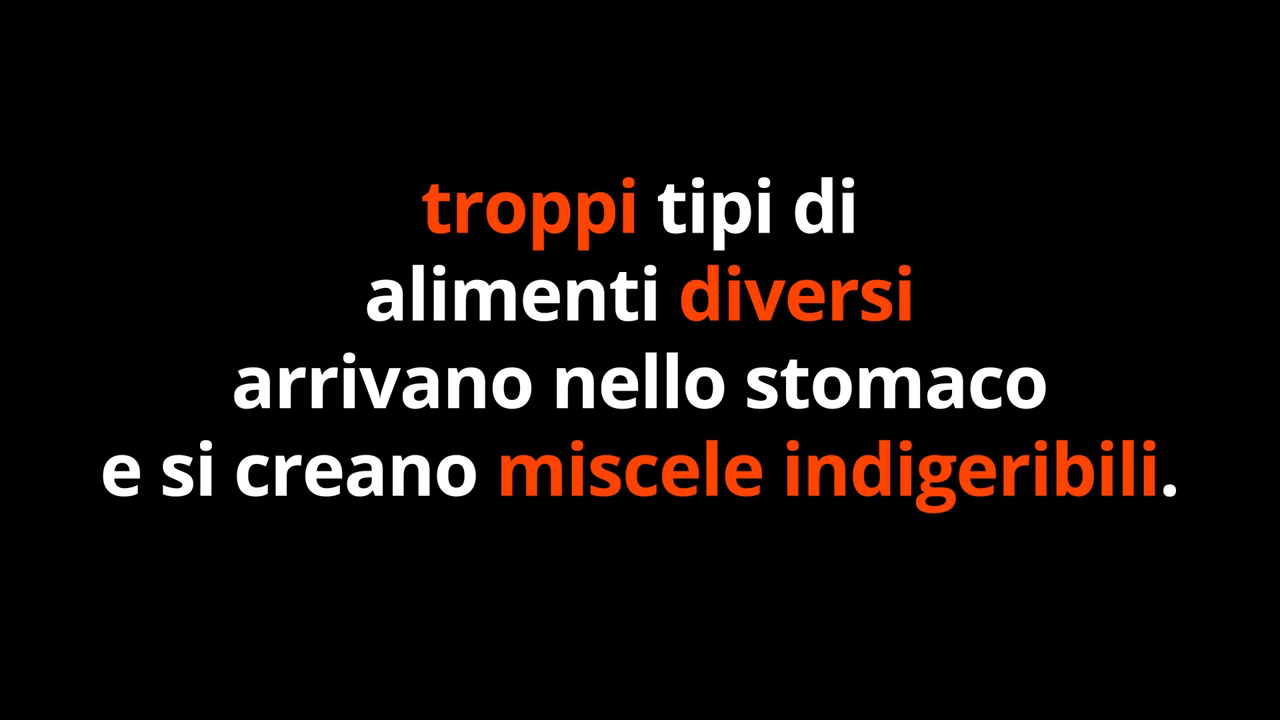 troppi tipi di
alimenti diversi
arrivano nello stomaco
e si creano miscele indigeribili.